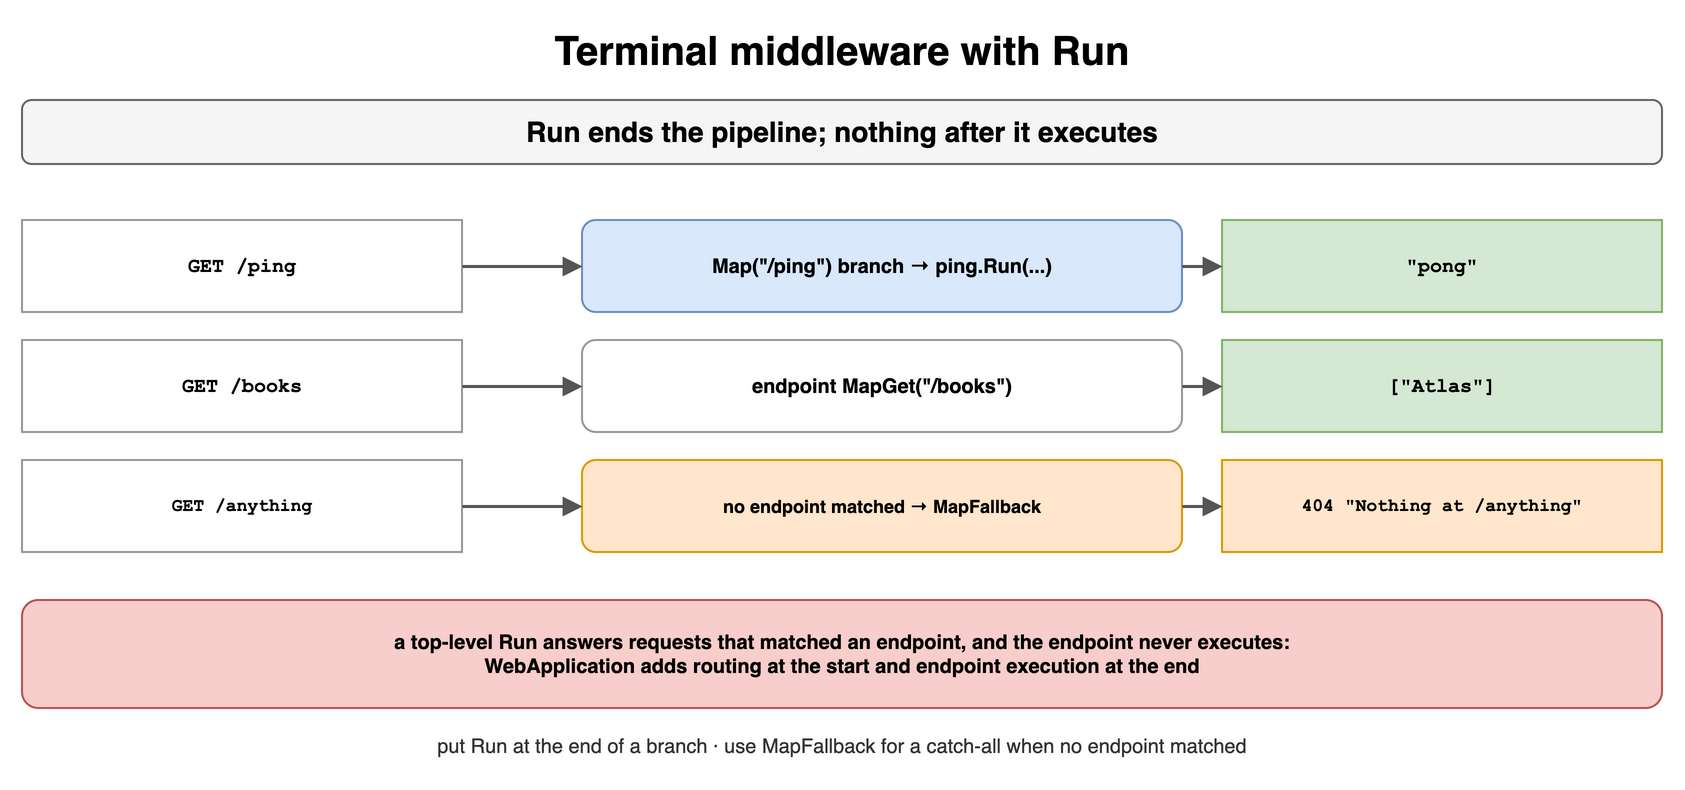 Terminal middleware with Run
Run ends the pipeline; nothing after it executes
GET /ping
Map("/ping") branch → ping.Run(...)
"pong"
GET /books
endpoint MapGet("/books")
["Atlas"]
GET /anything
no endpoint matched → MapFallback
404 "Nothing at /anything"
a top-level Run answers requests that matched an endpoint, and the endpoint never executes:
WebApplication adds routing at the start and endpoint execution at the end
put Run at the end of a branch · use MapFallback for a catch-all when no endpoint matched